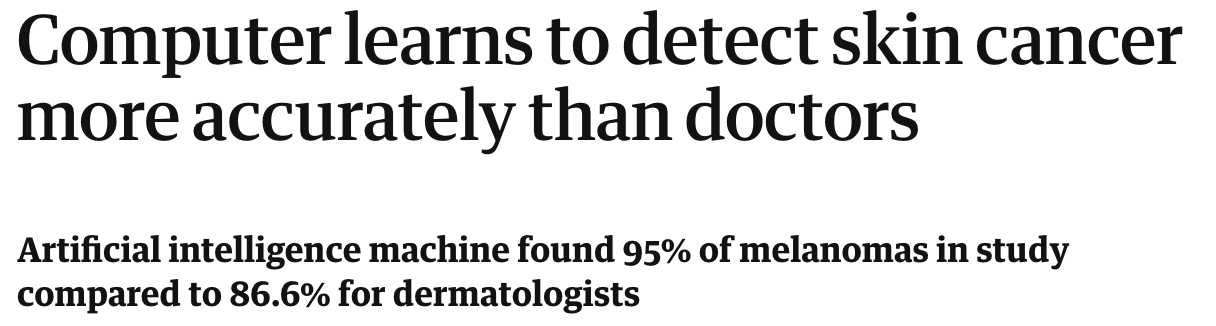 Computer learns to detect skin cancer
more accurately than doctors
Artificial intelligence machine found 95% of melanomas in study
compared to 86.6% for dermatologists